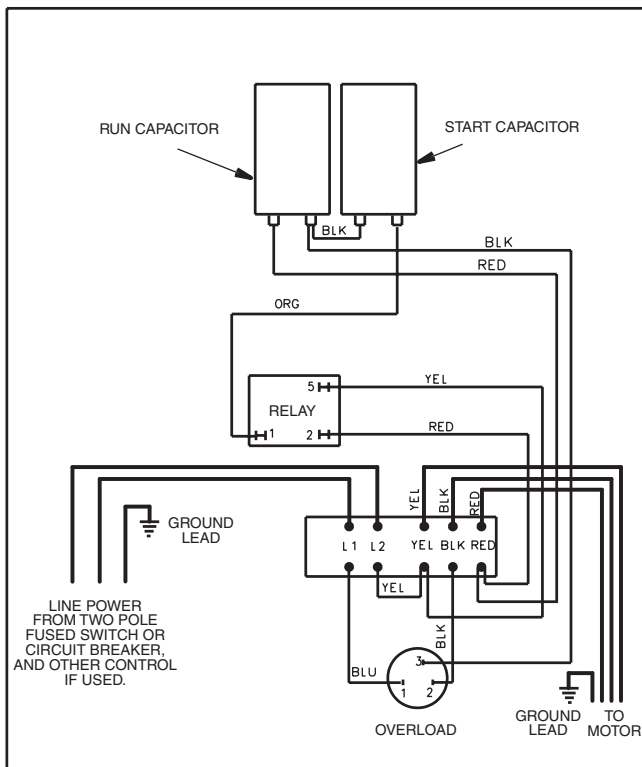 RUN CAPACITOR
START CAPACITOR
BLK
BLK
RED
ORG
5
YEL
RELAY
1
2
RED
YEL
BLK
RED
GROUND
LEAD
L1 L2 YEL BLK RED
YEL
BLK
LINE POWER
FROM TWO POLE
FUSED SWITCH OR
CIRCUIT BREAKER,
AND OTHER CONTROL
IF USED.
3
BLU
1 2
OVERLOAD
GROUND
LEAD
TO
MOTOR